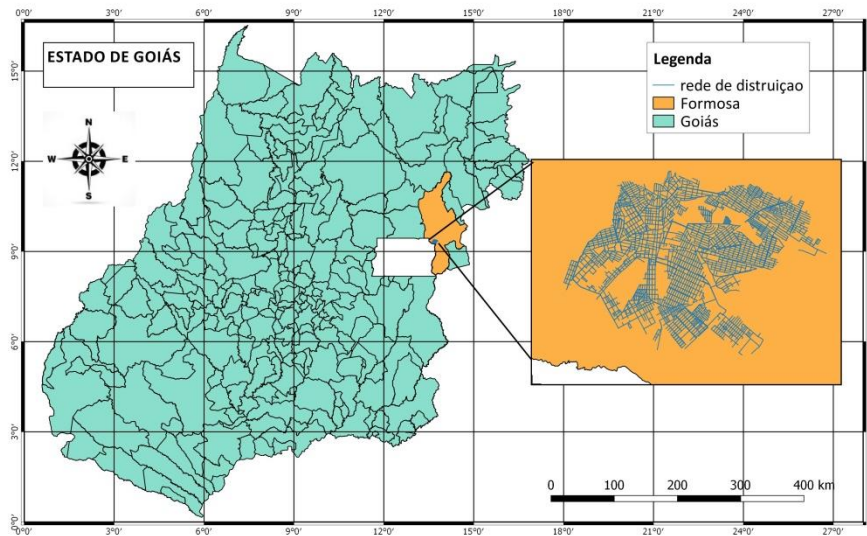 0°0' 3°0' 6°0' 9°0' 12°0' 15°0' 18°0' 21°0' 24°0' 27°0'
ESTADO DE GOIÁS
Legenda
rede de distruiçao
Formosa
Goiás
N
W E
S
15°0'
12°0'
9°0'
6°0'
3°0'
0°0'
0 100 200 300 400 km
0°0' 3°0' 6°0' 9°0' 12°0' 15°0' 18°0' 21°0' 24°0' 27°0'